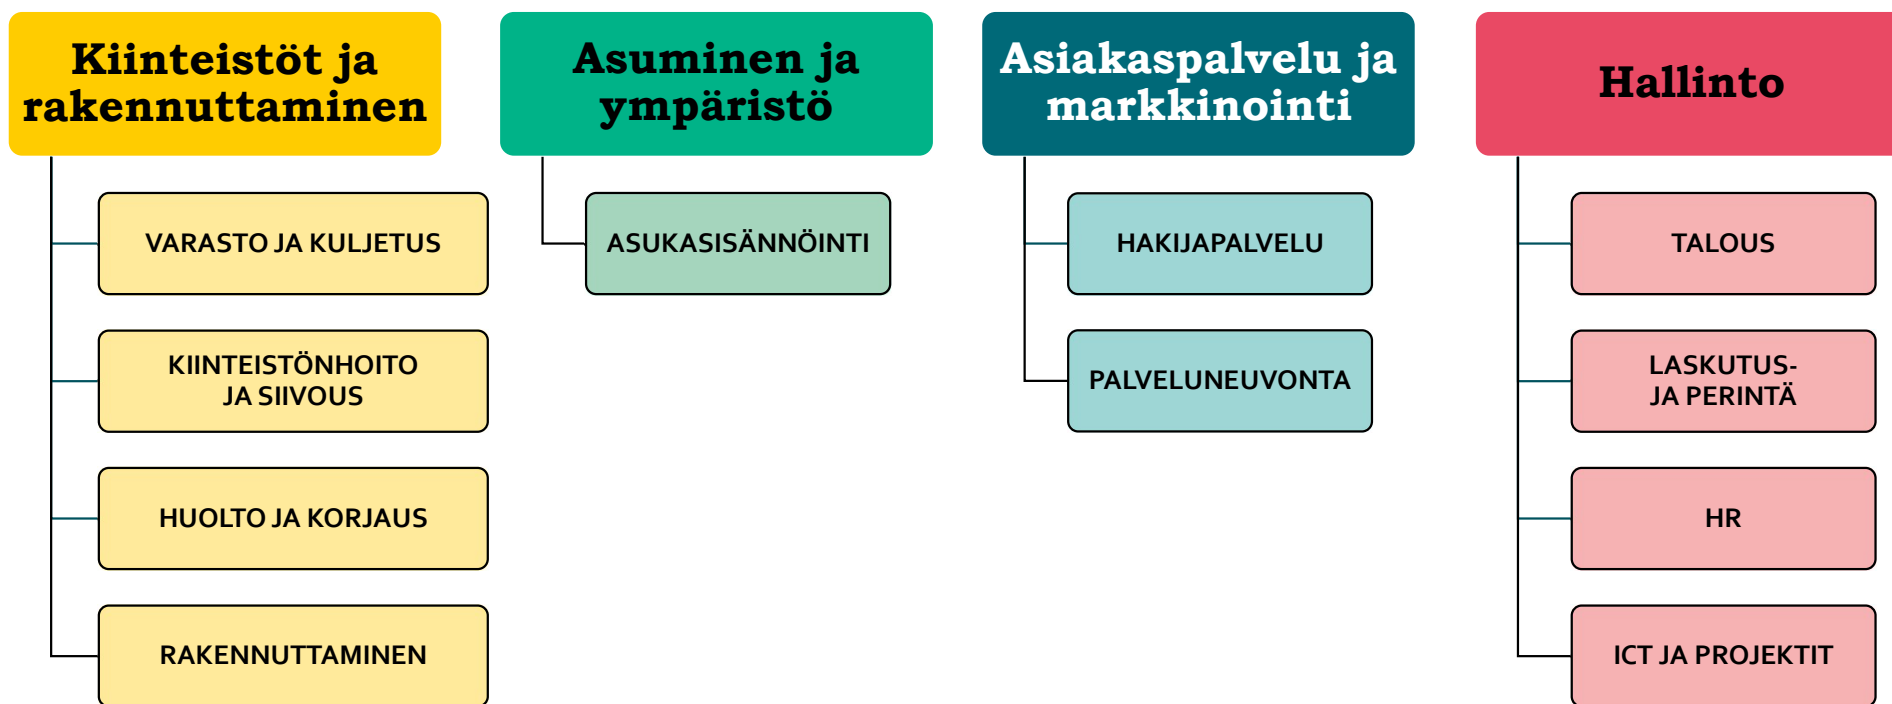 Kiinteistöt ja
rakennuttaminen
VARASTO JA KULJETUS
KIINTEISTÖNHOITO
JA SIIVOUS
HUOLTO JA KORJAUS
RAKENNUTTAMINEN
Asuminen ja
ympäristö
ASUKASISÄNNÖINTI
Asiakaspalvelu ja
markkinointi
HAKIJAPALVELU
PALVELUNEUVONTA
Hallinto
TALOUS
LASKUTUS-
JA PERINTÄ
HR
ICT JA PROJEKTIT